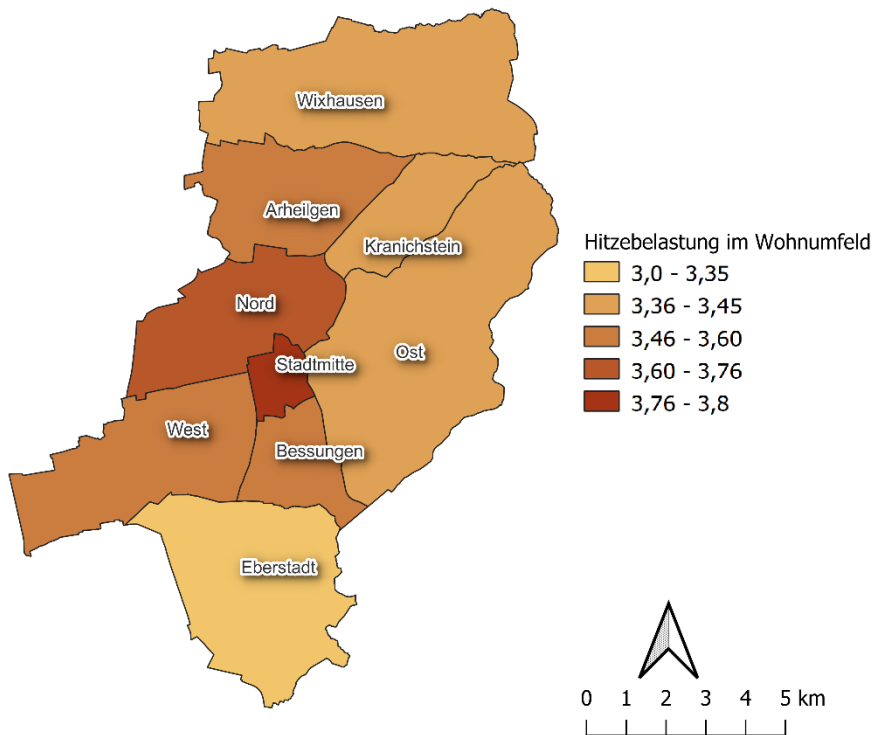 Wixhausen
Arheilgen
Kranichstein
Nord
Stadtmitte
Ost
West
Bessungen
Eberstadt
Hitzebelastung im Wohnumfeld
3,0 - 3,35
3,36 - 3,45
3,46 - 3,60
3,60 - 3,76
3,76 - 3,8
0 1 2 3 4 5 km